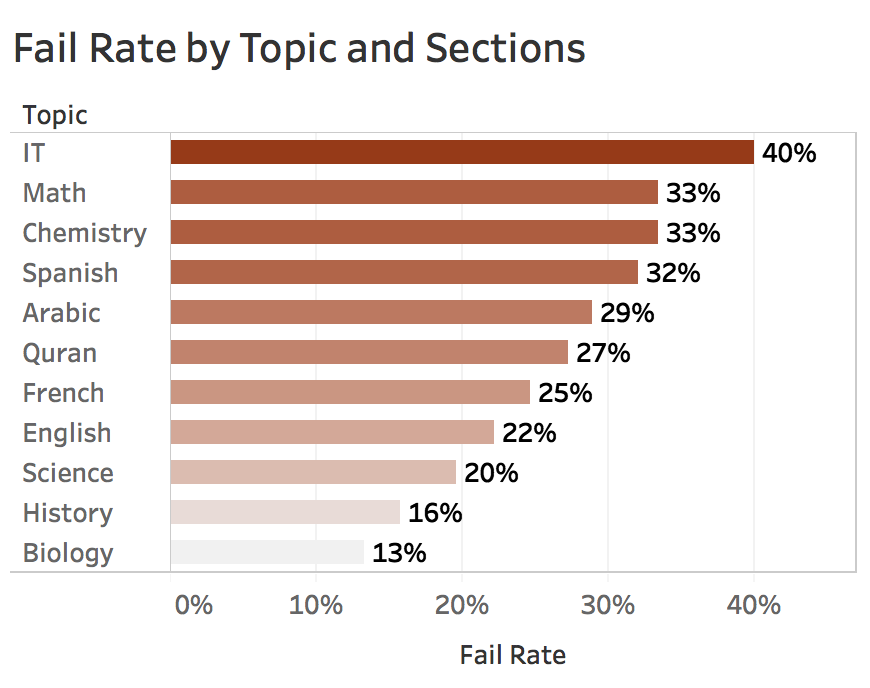 Fail Rate by Topic and Sections
Topic
IT 40%
Math 33%
Chemistry 33%
Spanish 32%
Arabic 29%
Quran 27%
French 25%
English 22%
Science 20%
History 16%
Biology 13%
0% 10% 20% 30% 40%
Fail Rate